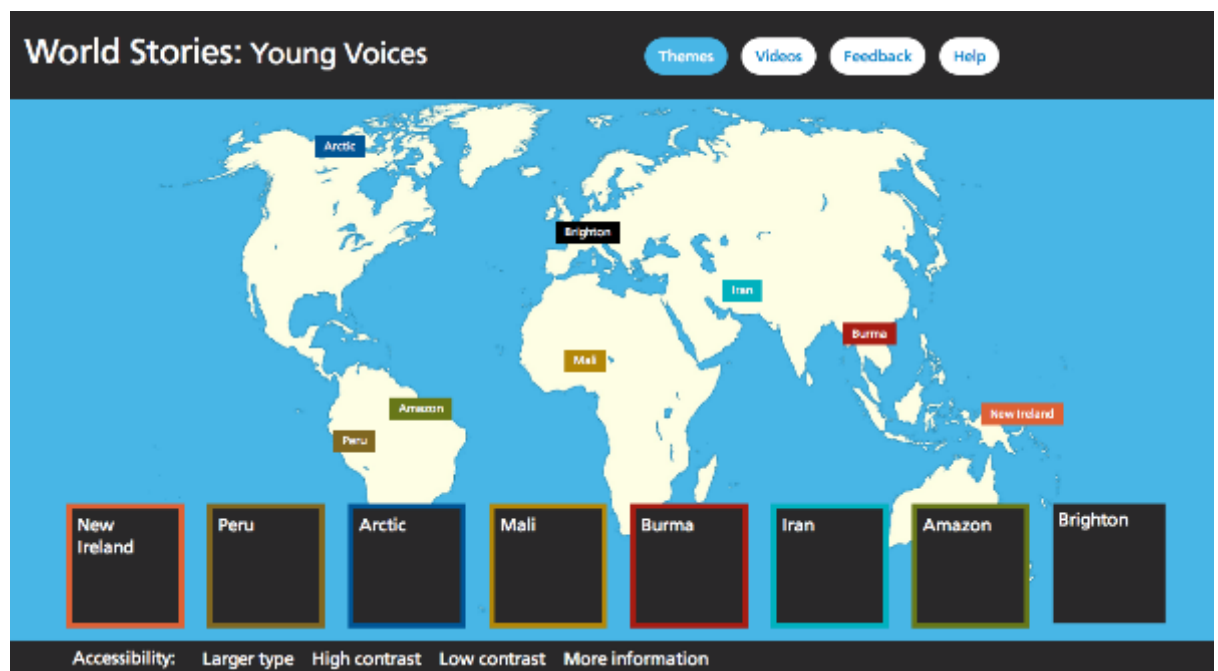 World Stories: Young Voices
Themes Videos Feedback Help
Arctic
Brighton
Iran
Burma
Mali
Amazon
New Ireland
Peru
New
Ireland
Peru
Arctic
Mali
Burma
Iran
Amazon
Brighton
Accessibility: Larger type High contrast Low contrast More information